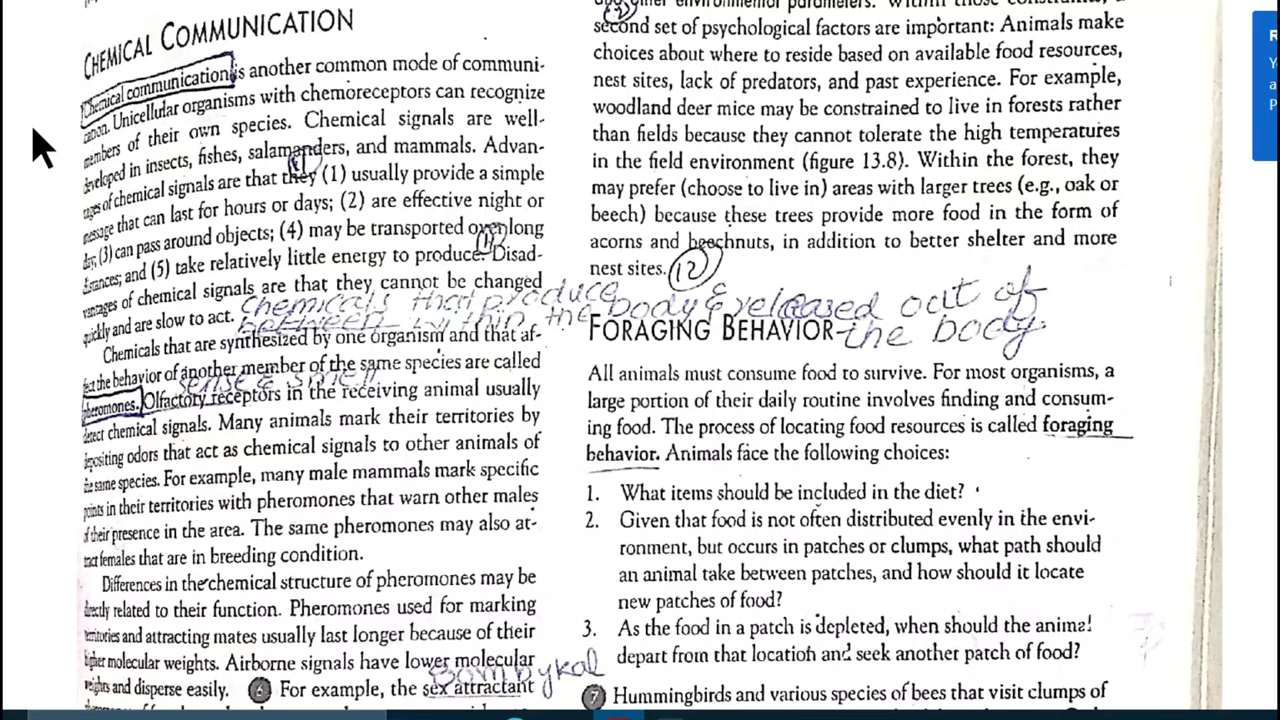 CHEMICAL COMMUNICATION
Chemical communication is another common mode of communi-
cation. Unicellular organisms with chemoreceptors can recognize
members of their own species. Chemical signals are well-
developed in insects, fishes, salamanders, and mammals. Advan-
tages of chemical signals are that they (1) usually provide a simple
message that can last for hours or days; (2) are effective night or
day; (3) can pass around objects; (4) may be transported over long
distances; and (5) take relatively little energy to produce. Disad-
vantages of chemical signals are that they cannot be changed
quickly and are slow to act.
Chemicals that produce
between within the body & released out of
the body.
Chemicals that are synthesized by one organism and that af-
fect the behavior of another member of the same species are called
sense & smell
pheromones. Olfactory receptors in the receiving animal usually
detect chemical signals. Many animals mark their territories by
depositing odors that act as chemical signals to other animals of
the same species. For example, many male mammals mark specific
points in their territories with pheromones that warn other males
of their presence in the area. The same pheromones may also at-
tract females that are in breeding condition.
Differences in the chemical structure of pheromones may be
directly related to their function. Pheromones used for marking
territories and attracting mates usually last longer because of their
higher molecular weights. Airborne signals have lower molecular
Bombykol
weights and disperse easily. 6 For example, the sex attractant
second set of psychological factors are important: Animals make
choices about where to reside based on available food resources,
nest sites, lack of predators, and past experience. For example,
woodland deer mice may be constrained to live in forests rather
than fields because they cannot tolerate the high temperatures
in the field environment (figure 13.8). Within the forest, they
may prefer (choose to live in) areas with larger trees (e.g., oak or
beech) because these trees provide more food in the form of
acorns and beechnuts, in addition to better shelter and more
nest sites. 12
FORAGING BEHAVIOR
All animals must consume food to survive. For most organisms, a
large portion of their daily routine involves finding and consum-
ing food. The process of locating food resources is called foraging
behavior. Animals face the following choices:
1. What items should be included in the diet?
2. Given that food is not often distributed evenly in the envi-
ronment, but occurs in patches or clumps, what path should
an animal take between patches, and how should it locate
new patches of food?
3. As the food in a patch is depleted, when should the animal
depart from that location and seek another patch of food?
7 Hummingbirds and various species of bees that visit clumps of